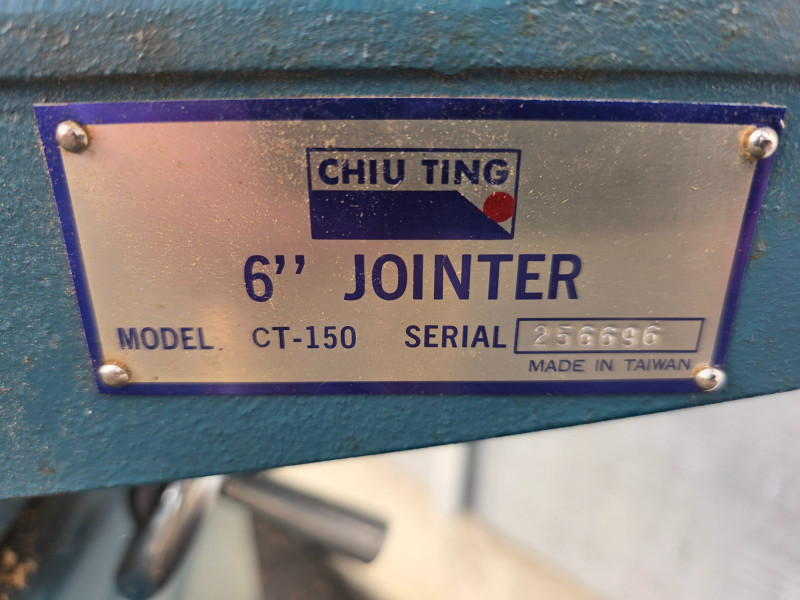 CHIU TING
6" JOINTER
MODEL CT-150 SERIAL 256696
MADE IN TAIWAN